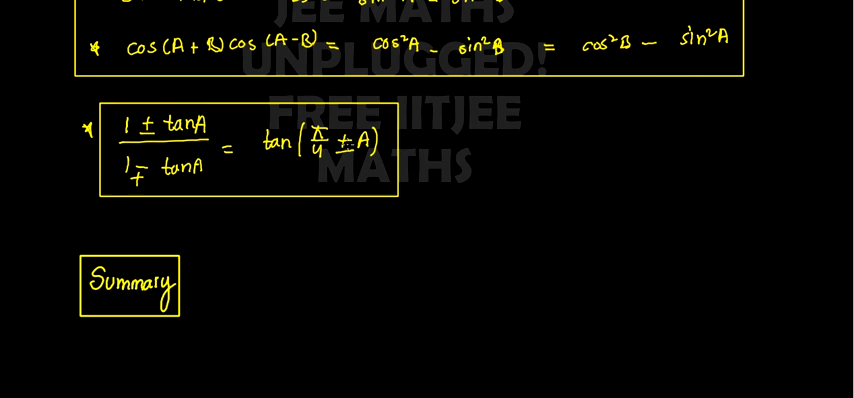 JEE MATHS
* cos(A + B) cos (A - B) = cos²A - sin²B = cos²B - sin²A
UNPLUGGED!
FREE IITJEE
* (1 ± tanA)/(1 ∓ tanA) = tan(π/4 ± A)
MATHS
Summary